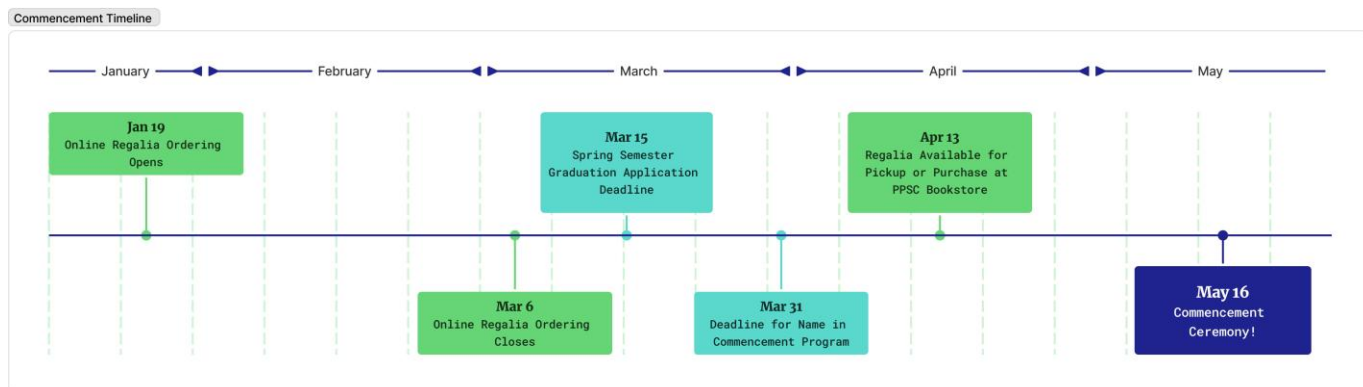 Commencement Timeline
January
February
March
April
May
Jan 19
Online Regalia Ordering
Opens
Mar 15
Spring Semester
Graduation Application
Deadline
Apr 13
Regalia Available for
Pickup or Purchase at
PPSC Bookstore
Mar 6
Online Regalia Ordering
Closes
Mar 31
Deadline for Name in
Commencement Program
May 16
Commencement
Ceremony!